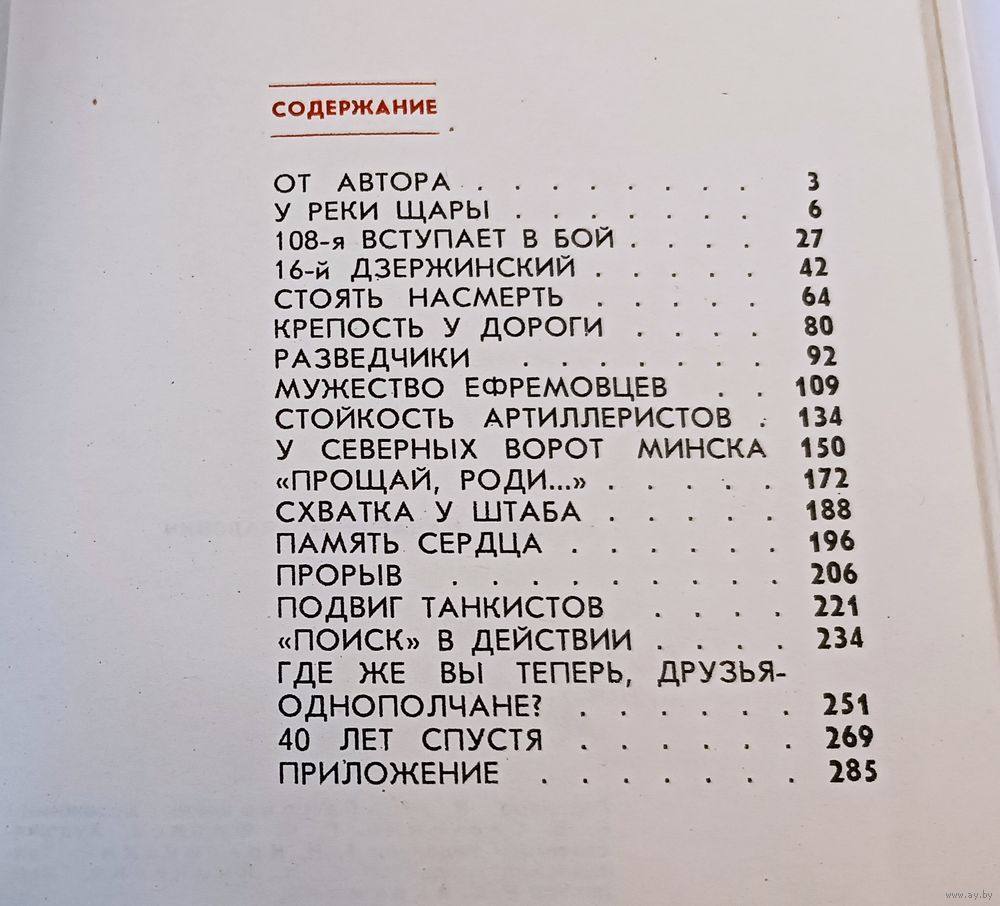 СОДЕРЖАНИЕ
ОТ АВТОРА . . . . . . . . 3
У РЕКИ ЩАРЫ . . . . . . . 6
108-я ВСТУПАЕТ В БОЙ . . . . 27
16-й ДЗЕРЖИНСКИЙ . . . . . 42
СТОЯТЬ НАСМЕРТЬ . . . . . 64
КРЕПОСТЬ У ДОРОГИ . . . . 80
РАЗВЕДЧИКИ . . . . . . . 92
МУЖЕСТВО ЕФРЕМОВЦЕВ . . 109
СТОЙКОСТЬ АРТИЛЛЕРИСТОВ . 134
У СЕВЕРНЫХ ВОРОТ МИНСКА 150
«ПРОЩАЙ, РОДИ...» . . . . . 172
СХВАТКА У ШТАБА . . . . . 188
ПАМЯТЬ СЕРДЦА . . . . . . 196
ПРОРЫВ . . . . . . . . . 206
ПОДВИГ ТАНКИСТОВ . . . . 221
«ПОИСК» В ДЕЙСТВИИ . . . . 234
ГДЕ ЖЕ ВЫ ТЕПЕРЬ, ДРУЗЬЯ-
ОДНОПОЛЧАНЕ? . . . . . . 251
40 ЛЕТ СПУСТЯ . . . . . . 269
ПРИЛОЖЕНИЕ . . . . . . . 285
www.ay.by